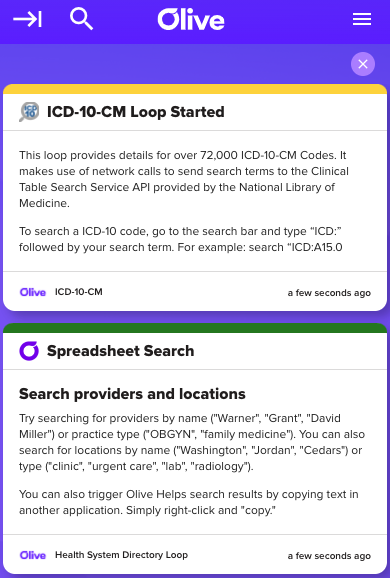 Olive
ICD-10-CM Loop Started
This loop provides details for over 72,000 ICD-10-CM Codes. It
makes use of network calls to send search terms to the Clinical
Table Search Service API provided by the National Library of
Medicine.
To search a ICD-10 code, go to the search bar and type “ICD:”
followed by your search term. For example: search “ICD:A15.0
Olive ICD-10-CM a few seconds ago
Spreadsheet Search
Search providers and locations
Try searching for providers by name ("Warner", "Grant", "David
Miller") or practice type ("OBGYN", "family medicine"). You can also
search for locations by name ("Washington", "Jordan", "Cedars") or
type ("clinic", "urgent care", "lab", "radiology").
You can also trigger Olive Helps search results by copying text in
another application. Simply right-click and "copy."
Olive Health System Directory Loop a few seconds ago